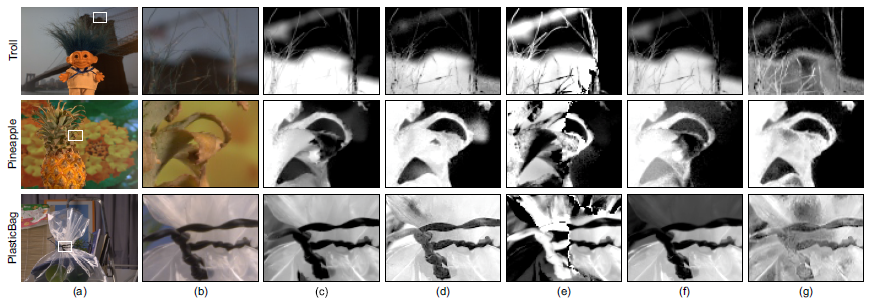 Troll
Pineapple
PlasticBag
(a) (b) (c) (d) (e) (f) (g)